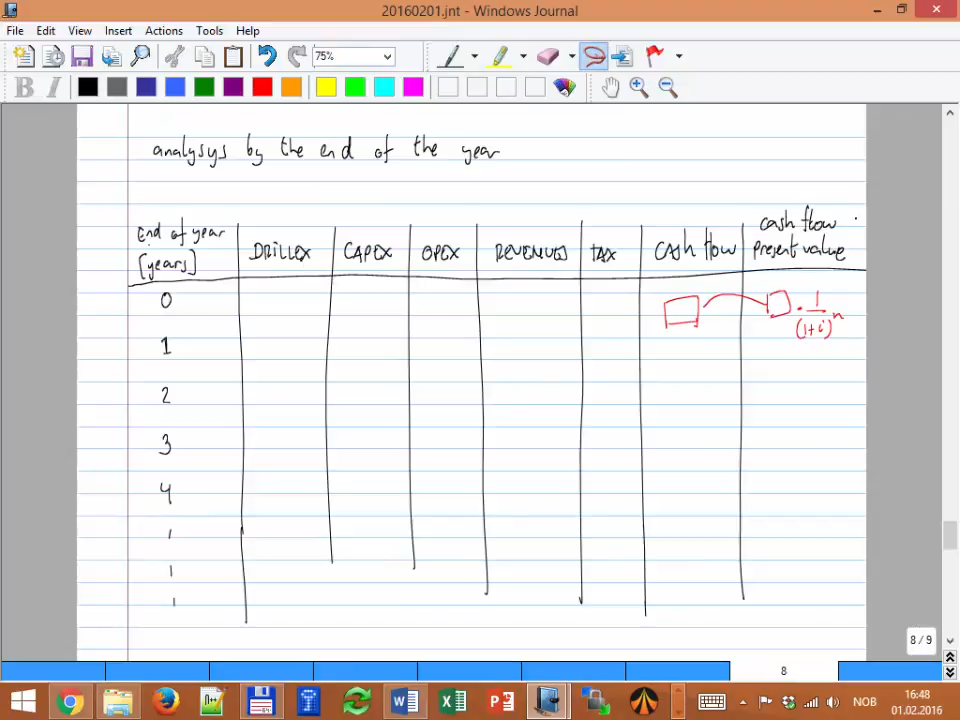 20160201.jnt - Windows Journal
File Edit View Insert Actions Tools Help
75%
B I
analysys by the end of the year
End of year [years] DRILLEX CAPEX OPEX REVENUES TAX Cash flow cash flow present value
0 · 1/(1+i)^n
1
2
3
4
8 / 9
8
NOB
16:48
01.02.2016